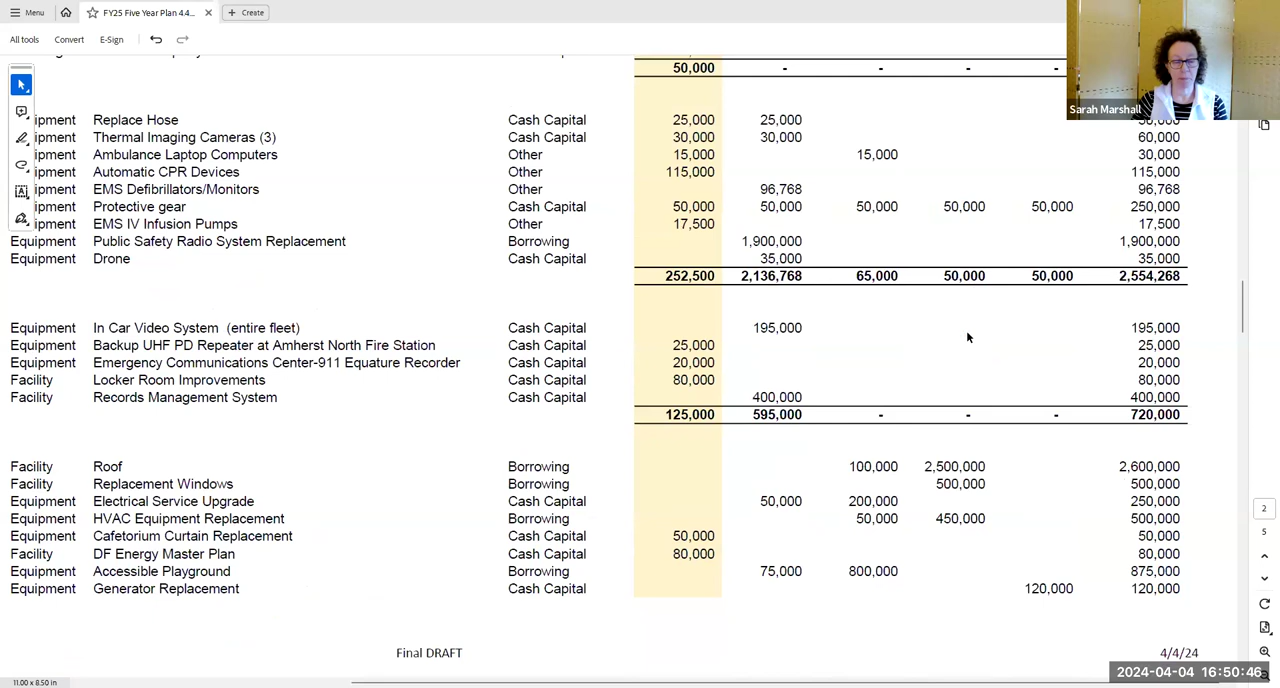 Menu FY25 Five Year Plan 4.4... Create
All tools Convert E-Sign
Sarah Marshall
50,000 - - - -
ipment Replace Hose Cash Capital 25,000 25,000
ipment Thermal Imaging Cameras (3) Cash Capital 30,000 30,000 60,000
ipment Ambulance Laptop Computers Other 15,000 15,000 30,000
ipment Automatic CPR Devices Other 115,000 115,000
ipment EMS Defibrillators/Monitors Other 96,768 96,768
ipment Protective gear Cash Capital 50,000 50,000 50,000 50,000 50,000 250,000
ipment EMS IV Infusion Pumps Other 17,500 17,500
Equipment Public Safety Radio System Replacement Borrowing 1,900,000 1,900,000
Equipment Drone Cash Capital 35,000 35,000
252,500 2,136,768 65,000 50,000 50,000 2,554,268
Equipment In Car Video System (entire fleet) Cash Capital 195,000 195,000
Equipment Backup UHF PD Repeater at Amherst North Fire Station Cash Capital 25,000 25,000
Equipment Emergency Communications Center-911 Equature Recorder Cash Capital 20,000 20,000
Facility Locker Room Improvements Cash Capital 80,000 80,000
Facility Records Management System Cash Capital 400,000 400,000
125,000 595,000 - - - 720,000
Facility Roof Borrowing 100,000 2,500,000 2,600,000
Facility Replacement Windows Borrowing 500,000 500,000
Equipment Electrical Service Upgrade Cash Capital 50,000 200,000 250,000
Equipment HVAC Equipment Replacement Borrowing 50,000 450,000 500,000
Equipment Cafetorium Curtain Replacement Cash Capital 50,000 50,000
Facility DF Energy Master Plan Cash Capital 80,000 80,000
Equipment Accessible Playground Borrowing 75,000 800,000 875,000
Equipment Generator Replacement Cash Capital 120,000 120,000
2
5
Final DRAFT 4/4/24
2024-04-04 16:50:46
11.00 x 8.50 in